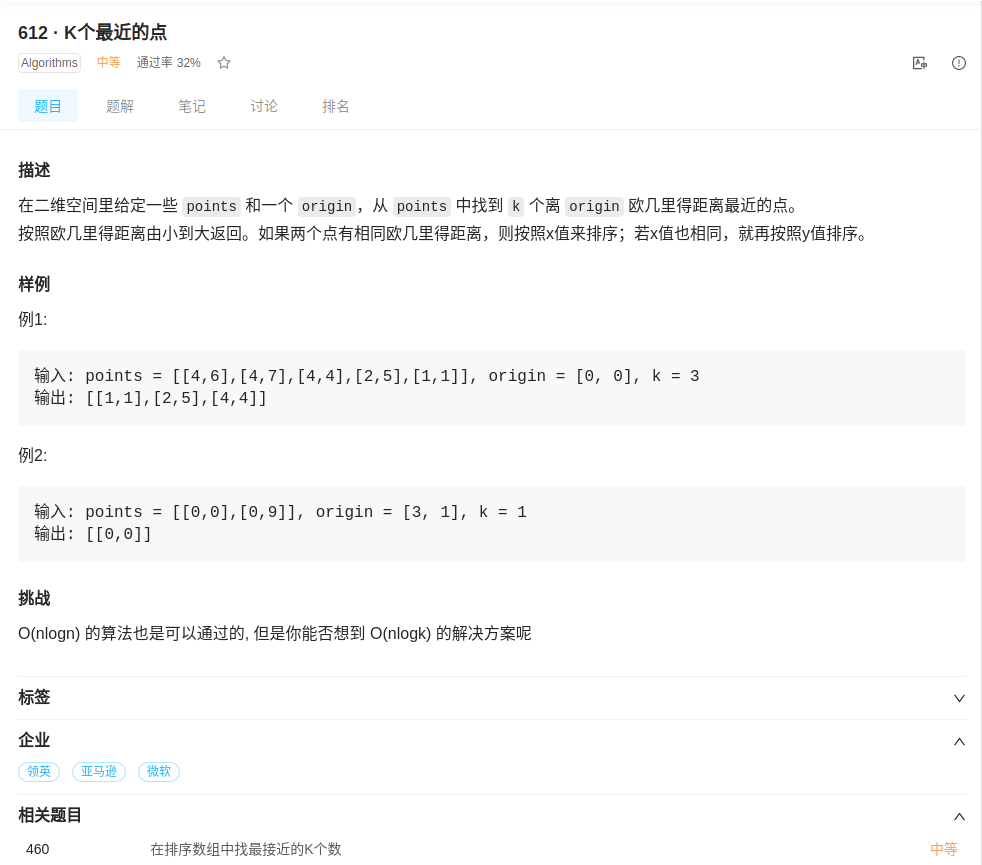 612 · K个最近的点
Algorithms 中等 通过率 32%
题目 题解 笔记 讨论 排名
描述
在二维空间里给定一些 points 和一个 origin，从 points 中找到 k 个离 origin 欧几里得距离最近的点。
按照欧几里得距离由小到大返回。如果两个点有相同欧几里得距离，则按照x值来排序；若x值也相同，就再按照y值排序。
样例
例1:
输入: points = [[4,6],[4,7],[4,4],[2,5],[1,1]], origin = [0, 0], k = 3
输出: [[1,1],[2,5],[4,4]]
例2:
输入: points = [[0,0],[0,9]], origin = [3, 1], k = 1
输出: [[0,0]]
挑战
O(nlogn) 的算法也是可以通过的, 但是你能否想到 O(nlogk) 的解决方案呢
标签
企业
领英 亚马逊 微软
相关题目
460 在排序数组中找最接近的K个数 中等